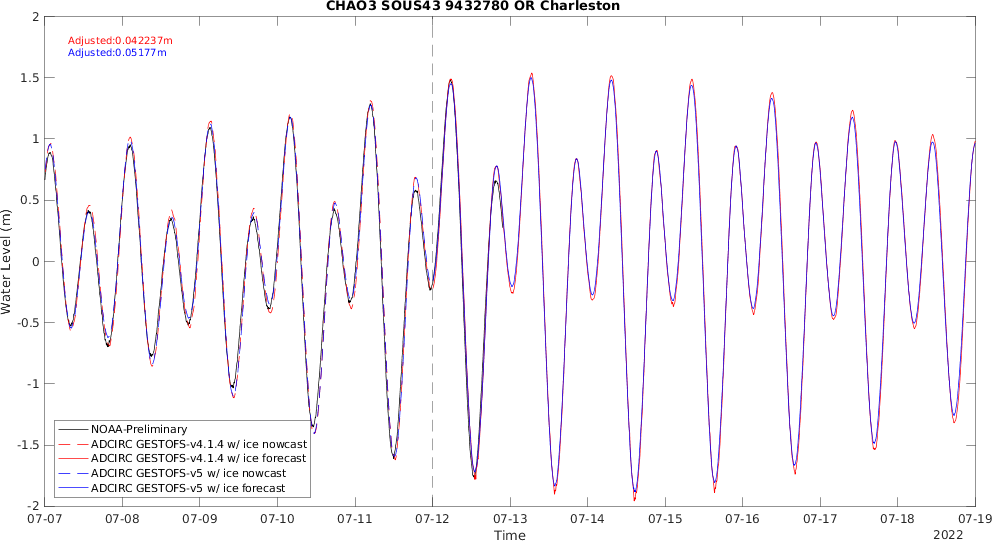 CHAO3 SOUS43 9432780 OR Charleston
Adjusted:0.042237m
Adjusted:0.05177m
Water Level (m)
2
1.5
1
0.5
0
-0.5
-1
-1.5
-2
NOAA-Preliminary
ADCIRC GESTOFS-v4.1.4 w/ ice nowcast
ADCIRC GESTOFS-v4.1.4 w/ ice forecast
ADCIRC GESTOFS-v5 w/ ice nowcast
ADCIRC GESTOFS-v5 w/ ice forecast
07-07 07-08 07-09 07-10 07-11 07-12 07-13 07-14 07-15 07-16 07-17 07-18 07-19
Time
2022